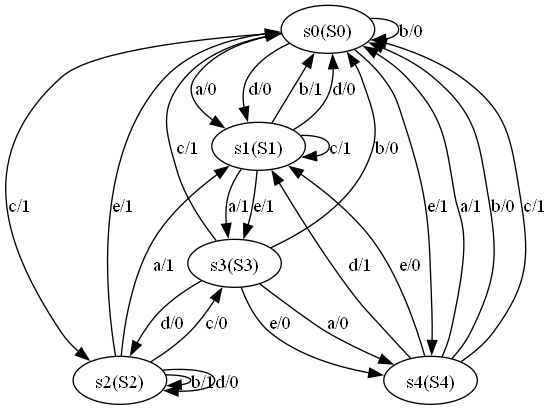 s0(S0)
b/0
a/0
d/0
b/1
d/0
s1(S1)
c/1
c/1
b/0
c/1
e/1
a/1
e/1
e/1
a/1
b/0
c/1
a/1
s3(S3)
d/1
e/0
d/0
c/0
e/0
a/0
s2(S2)
b/1
d/0
s4(S4)